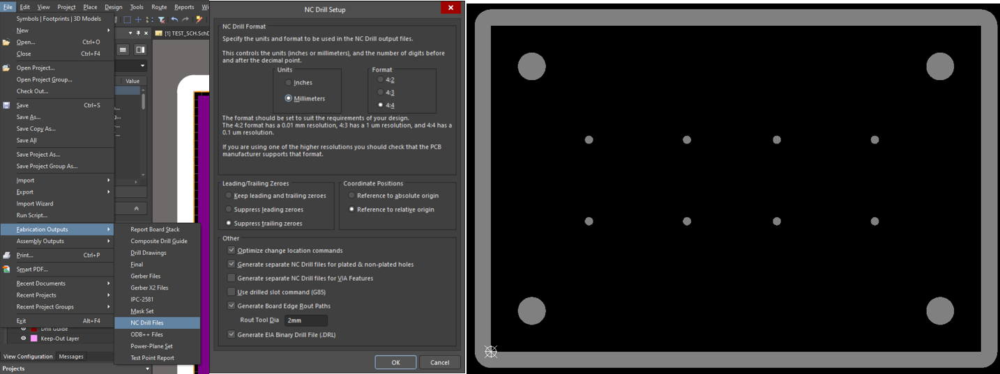 File Edit View Project Place Design Tools Route Reports Wi
Symbols | Footprints | 3D Models
New
Open... Ctrl+O
Close Ctrl+F4
Open Project...
Open Project Group...
Check Out...
Save Ctrl+S
Save As...
Save Copy As...
Save All
Save Project As...
Save Project Group As...
Import
Export
Import Wizard
Run Script...
Fabrication Outputs
Assembly Outputs
Print... Ctrl+P
Smart PDF...
Recent Documents
Recent Projects
Recent Project Groups
Exit Alt+F4
[1] TEST_SCH.SchD
Value
Report Board Stack
Composite Drill Guide
Drill Drawings
Final
Gerber Files
Gerber X2 Files
IPC-2581
Mask Set
NC Drill Files
ODB++ Files
Power-Plane Set
Test Point Report
Drill Guide
Keep-Out Layer
View Configuration Messages
Projects
NC Drill Setup
NC Drill Format
Specify the units and format to be used in the NC Drill output files.
This controls the units (inches or millimeters), and the number of digits before
and after the decimal point.
Units
Inches
Millimeters
Format
4:2
4:3
4:4
The format should be set to suit the requirements of your design.
The 4:2 format has a 0.01 mm resolution, 4:3 has a 1 um resolution, and 4:4 has a
0.1 um resolution.
If you are using one of the higher resolutions you should check that the PCB
manufacturer supports that format.
Leading/Trailing Zeroes
Keep leading and trailing zeroes
Suppress leading zeroes
Suppress trailing zeroes
Coordinate Positions
Reference to absolute origin
Reference to relative origin
Other
Optimize change location commands
Generate separate NC Drill files for plated & non-plated holes
Generate separate NC Drill files for VIA Features
Use drilled slot command (G85)
Generate Board Edge Rout Paths
Rout Tool Dia 2mm
Generate EIA Binary Drill File (.DRL)
OK Cancel